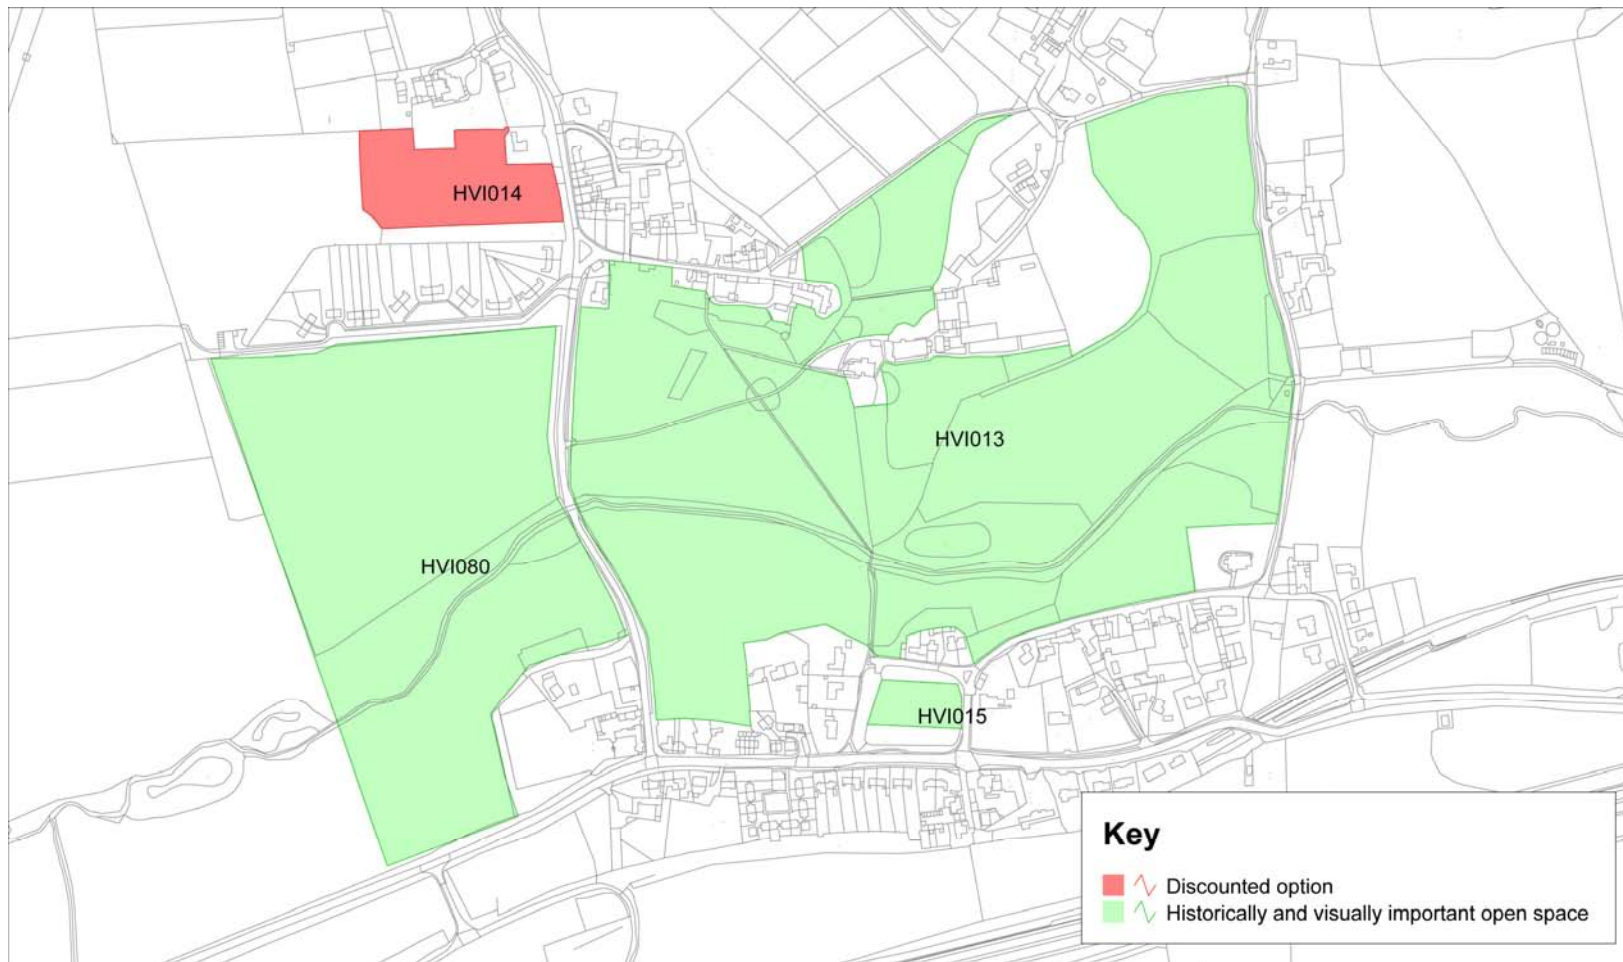 HVI014
HVI013
HVI080
HVI015
Key
Discounted option
Historically and visually important open space